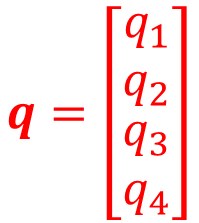 q = [q₁
q₂
q₃
q₄]